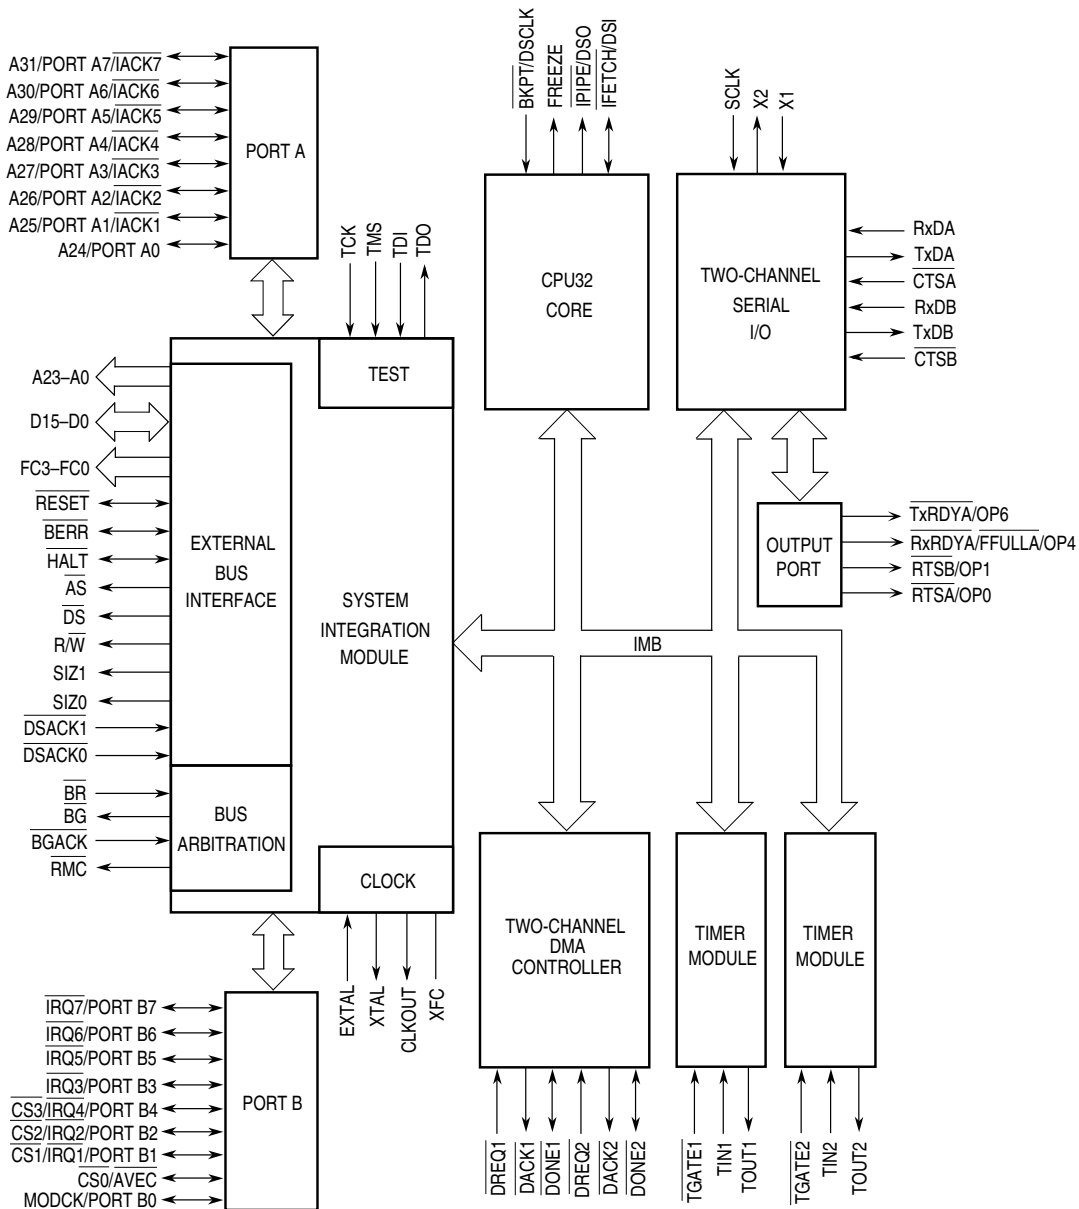 A31/PORT A7/IACK7
A30/PORT A6/IACK6
A29/PORT A5/IACK5
A28/PORT A4/IACK4
A27/PORT A3/IACK3
A26/PORT A2/IACK2
A25/PORT A1/IACK1
A24/PORT A0
PORT A
TCK
TMS
TDI
TDO
TEST
BKPT/DSCLK
FREEZE
IPIPE/DSO
IFETCH/DSI
CPU32
CORE
SCLK
X2
X1
TWO-CHANNEL
SERIAL
I/O
RxDA
TxDA
CTSA
RxDB
TxDB
CTSB
OUTPUT
PORT
TxRDYA/OP6
RxRDYA/FFULLA/OP4
RTSB/OP1
RTSA/OP0
A23–A0
D15–D0
FC3–FC0
RESET
BERR
HALT
AS
DS
R/W
SIZ1
SIZ0
DSACK1
DSACK0
EXTERNAL
BUS
INTERFACE
SYSTEM
INTEGRATION
MODULE
IMB
BR
BG
BGACK
RMC
BUS
ARBITRATION
CLOCK
EXTAL
XTAL
CLKOUT
XFC
IRQ7/PORT B7
IRQ6/PORT B6
IRQ5/PORT B5
IRQ3/PORT B3
CS3/IRQ4/PORT B4
CS2/IRQ2/PORT B2
CS1/IRQ1/PORT B1
CS0/AVEC
MODCK/PORT B0
PORT B
TWO-CHANNEL
DMA
CONTROLLER
DREQ1
DACK1
DONE1
DREQ2
DACK2
DONE2
TIMER
MODULE
TGATE1
TIN1
TOUT1
TIMER
MODULE
TGATE2
TIN2
TOUT2